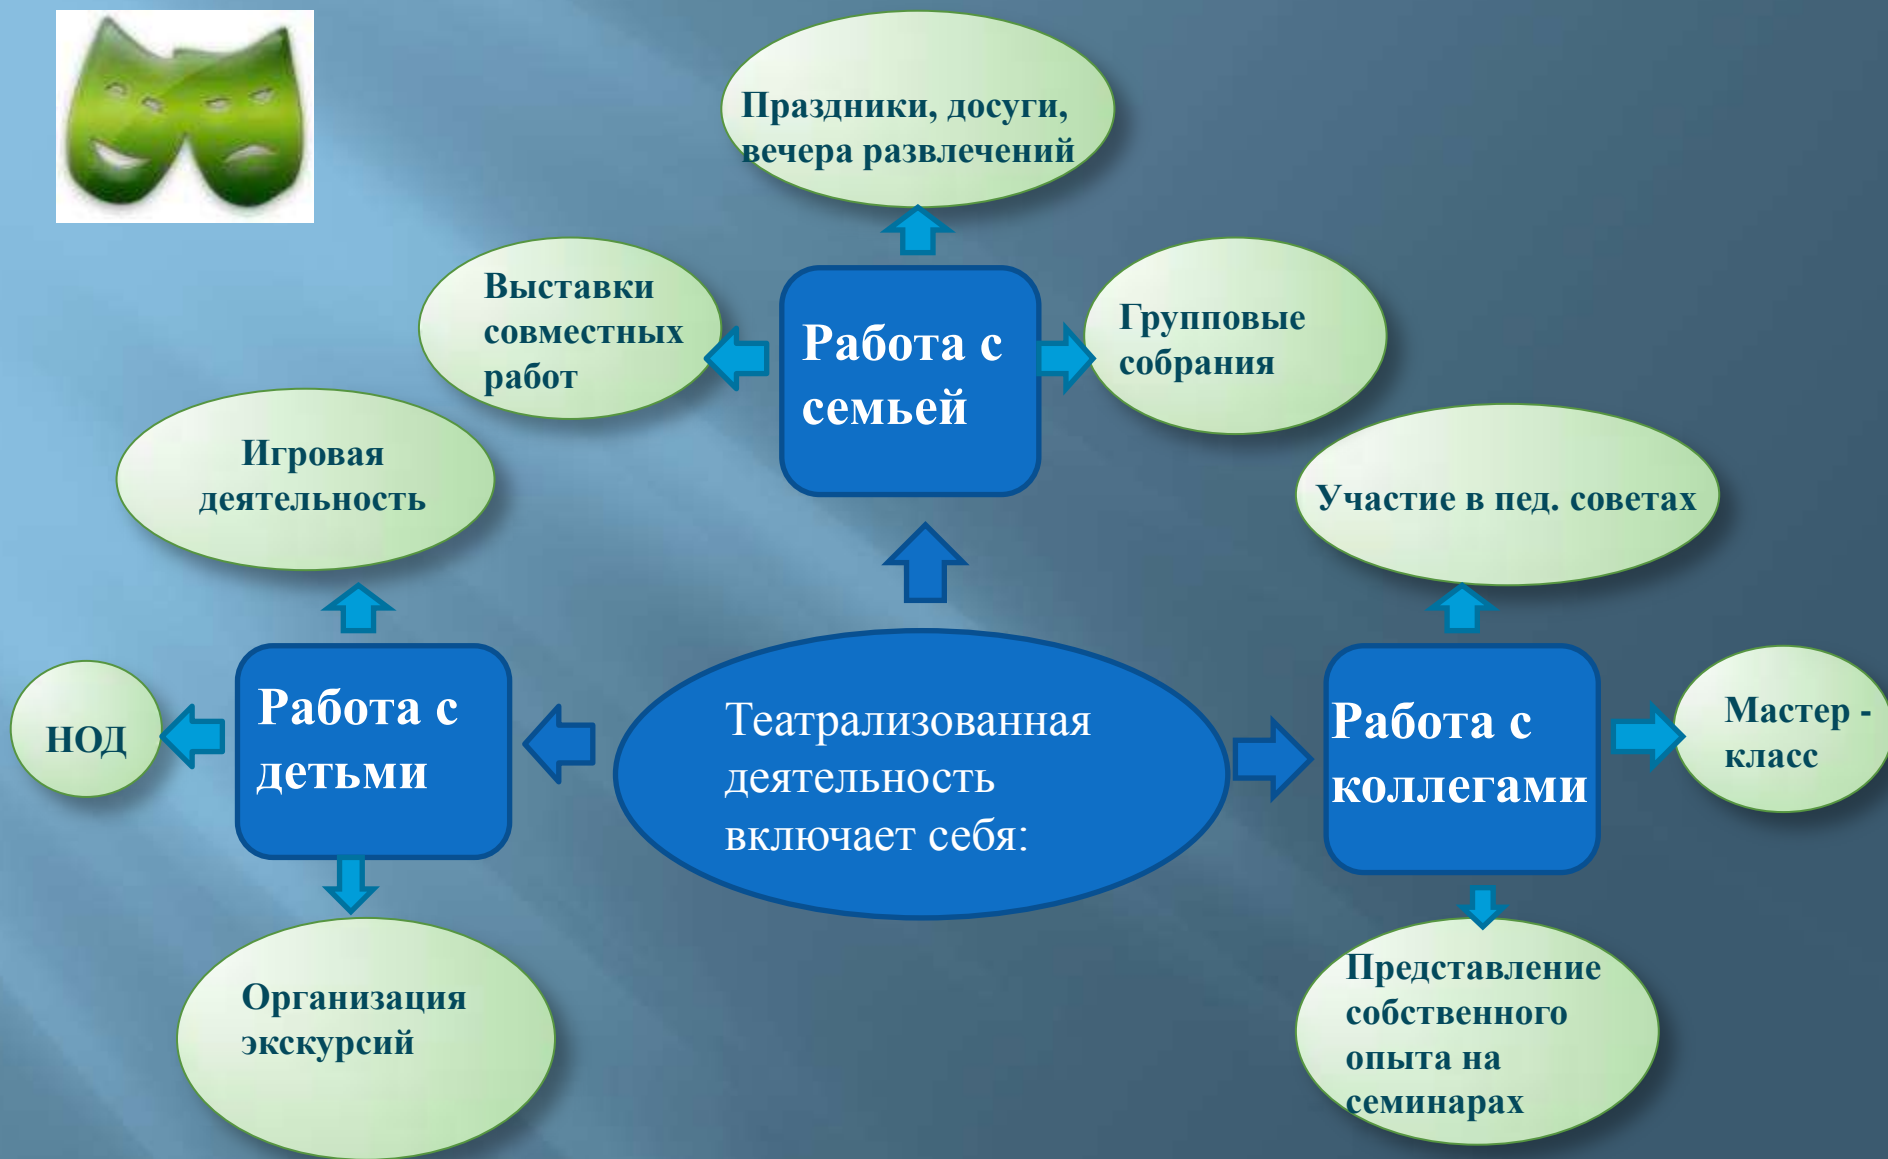 Праздники, досуги,
вечера развлечений
Выставки
совместных
работ
Работа с
семьей
Групповые
собрания
Игровая
деятельность
Участие в пед. советах
НОД
Работа с
детьми
Театрализованная
деятельность
включает себя:
Работа с
коллегами
Мастер -
класс
Организация
экскурсий
Представление
собственного
опыта на
семинарах